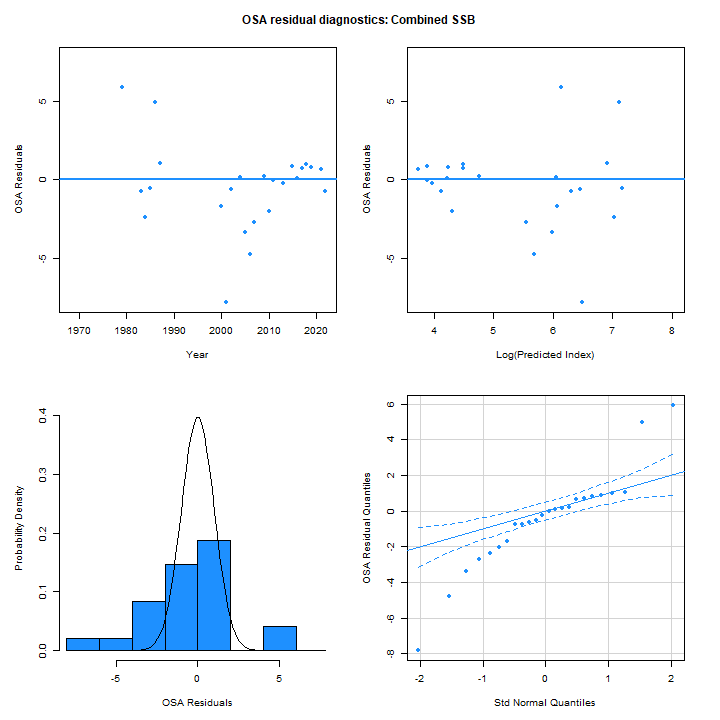 OSA residual diagnostics: Combined SSB
OSA Residuals
5
0
-5
1970 1980 1990 2000 2010 2020
Year
OSA Residuals
5
0
-5
4 5 6 7 8
Log(Predicted Index)
Probability Density
0.4
0.3
0.2
0.1
0.0
-5 0 5
OSA Residuals
OSA Residual Quantiles
6
4
2
0
-2
-4
-6
-8
-2 -1 0 1 2
Std Normal Quantiles